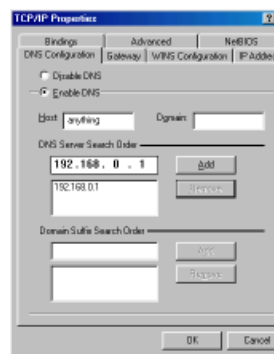 TCP/IP Properties
Bindings Advanced NetBIOS
DNS Configuration Gateway WINS Configuration IP Addres
Disable DNS
Enable DNS
Host: anything Domain:
DNS Server Search Order
192.168. 0 . 1 Add
192.168.0.1 Remove
Domain Suffix Search Order
Add
Remove
OK Cancel